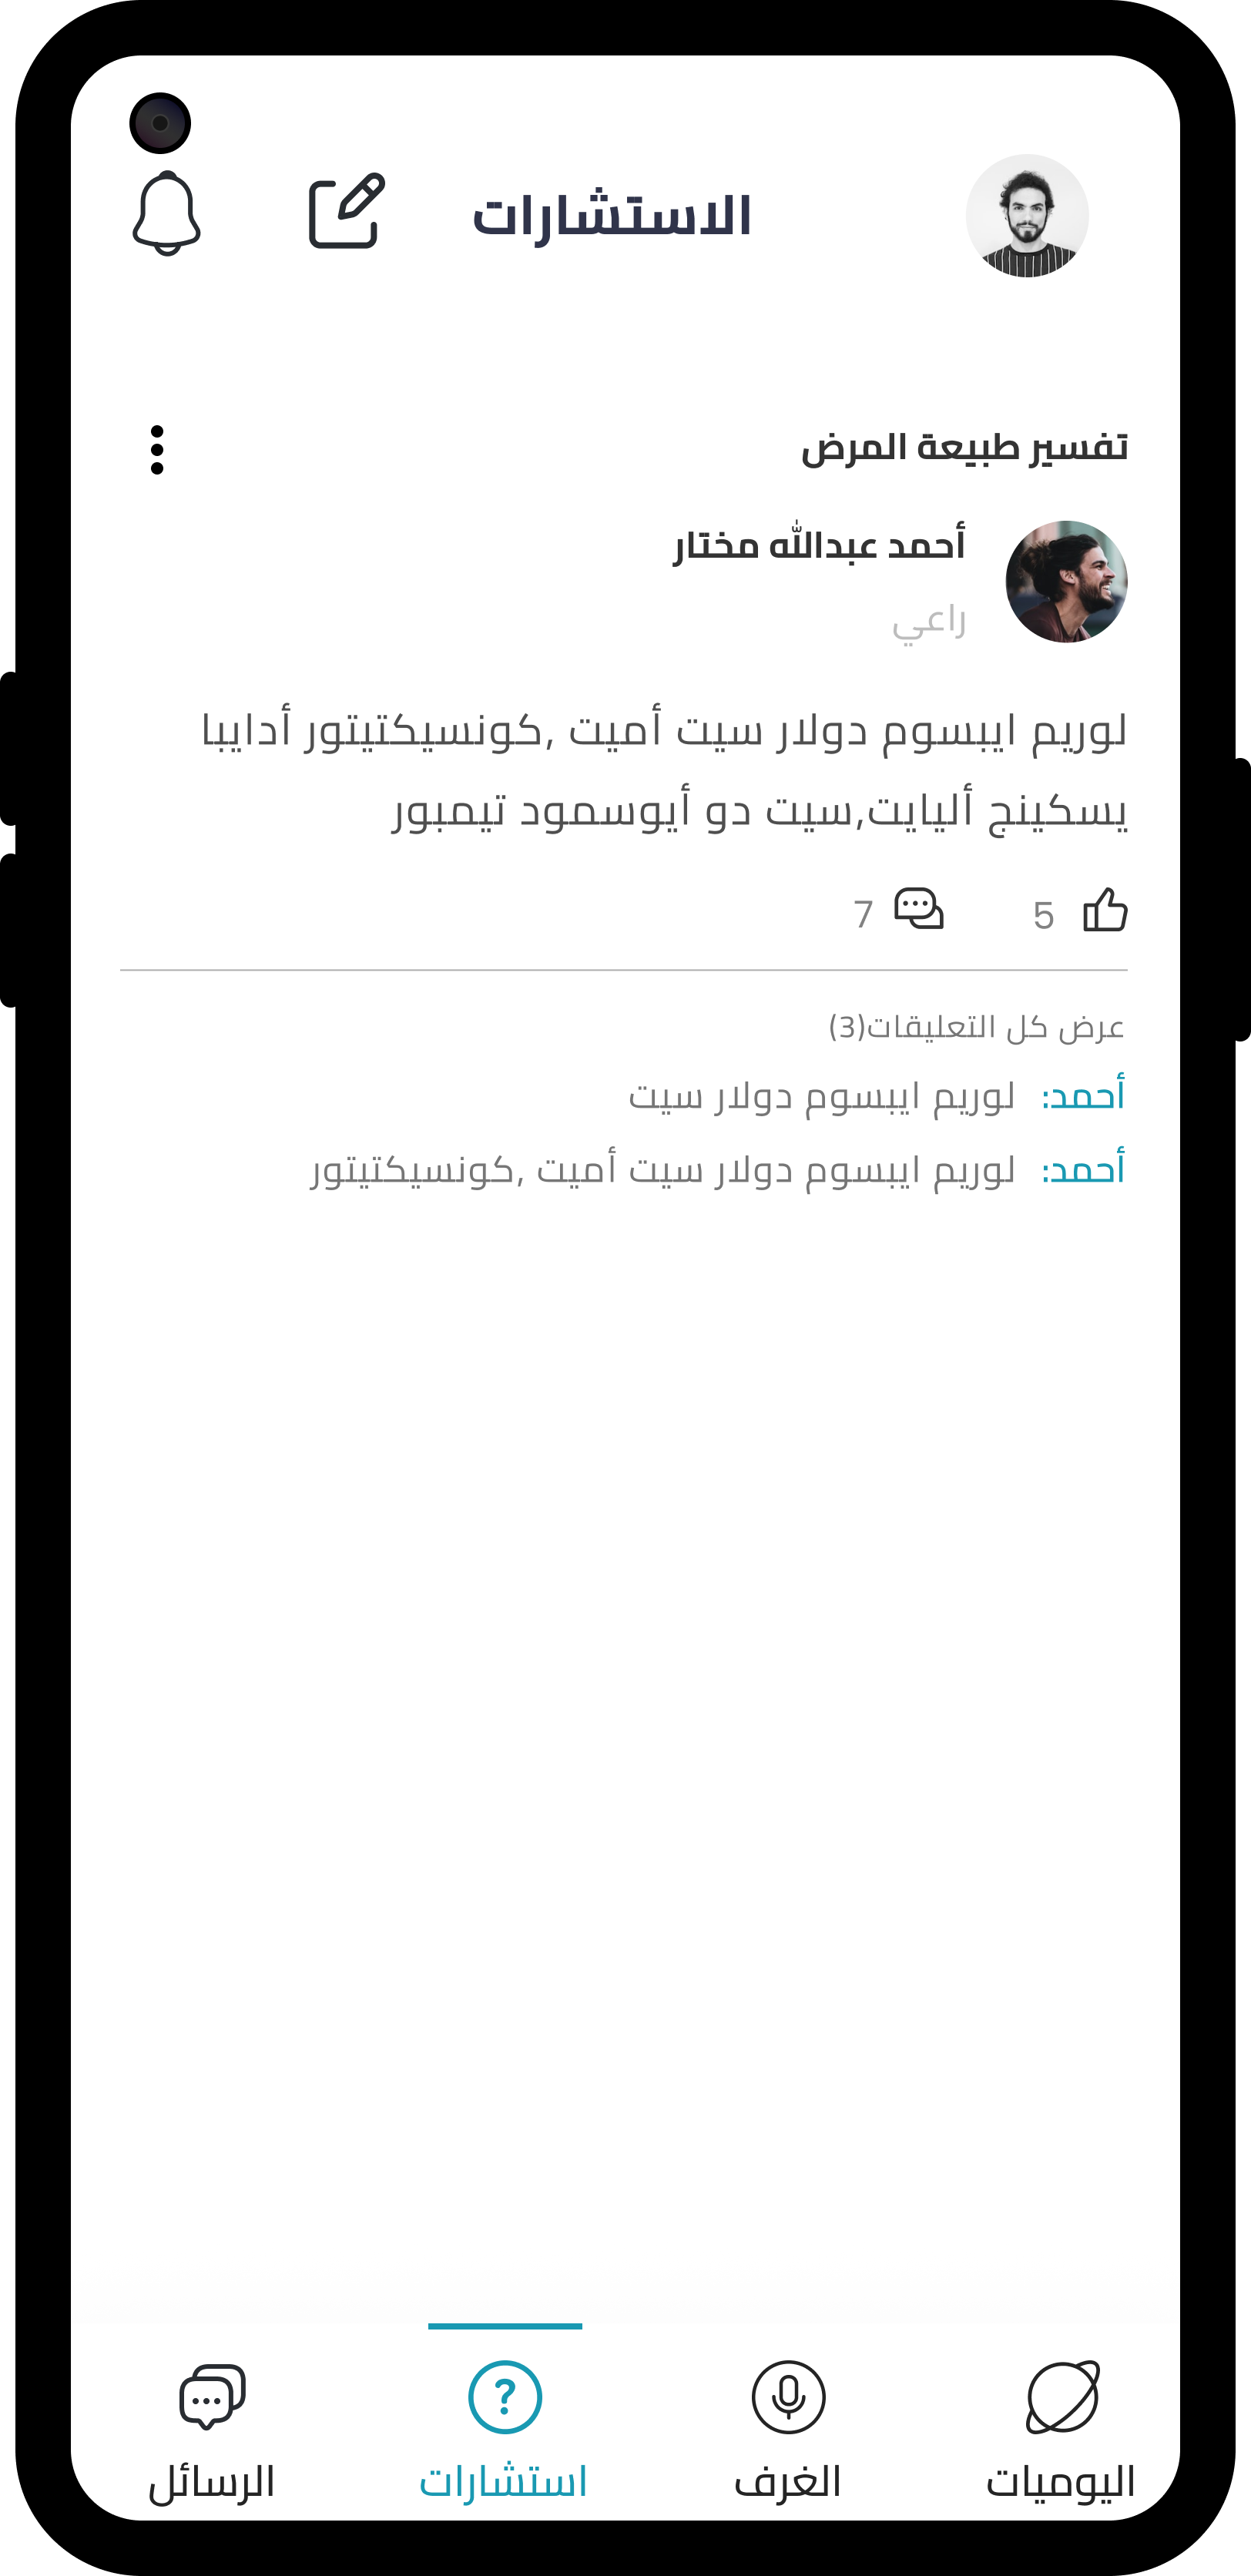 الاستشارات
تفسير طبيعة المرض
أحمد عبدالله مختار
راعي
لوريم ايبسوم دولار سيت أميت ,كونسيكتيتور أدايبا
يسكينج أليايت,سيت دو أيوسمود تيمبور
5
7
عرض كل التعليقات(3)
أحمد: لوريم ايبسوم دولار سيت
أحمد: لوريم ايبسوم دولار سيت أميت ,كونسيكتيتور
اليوميات
الغرف
استشارات
الرسائل